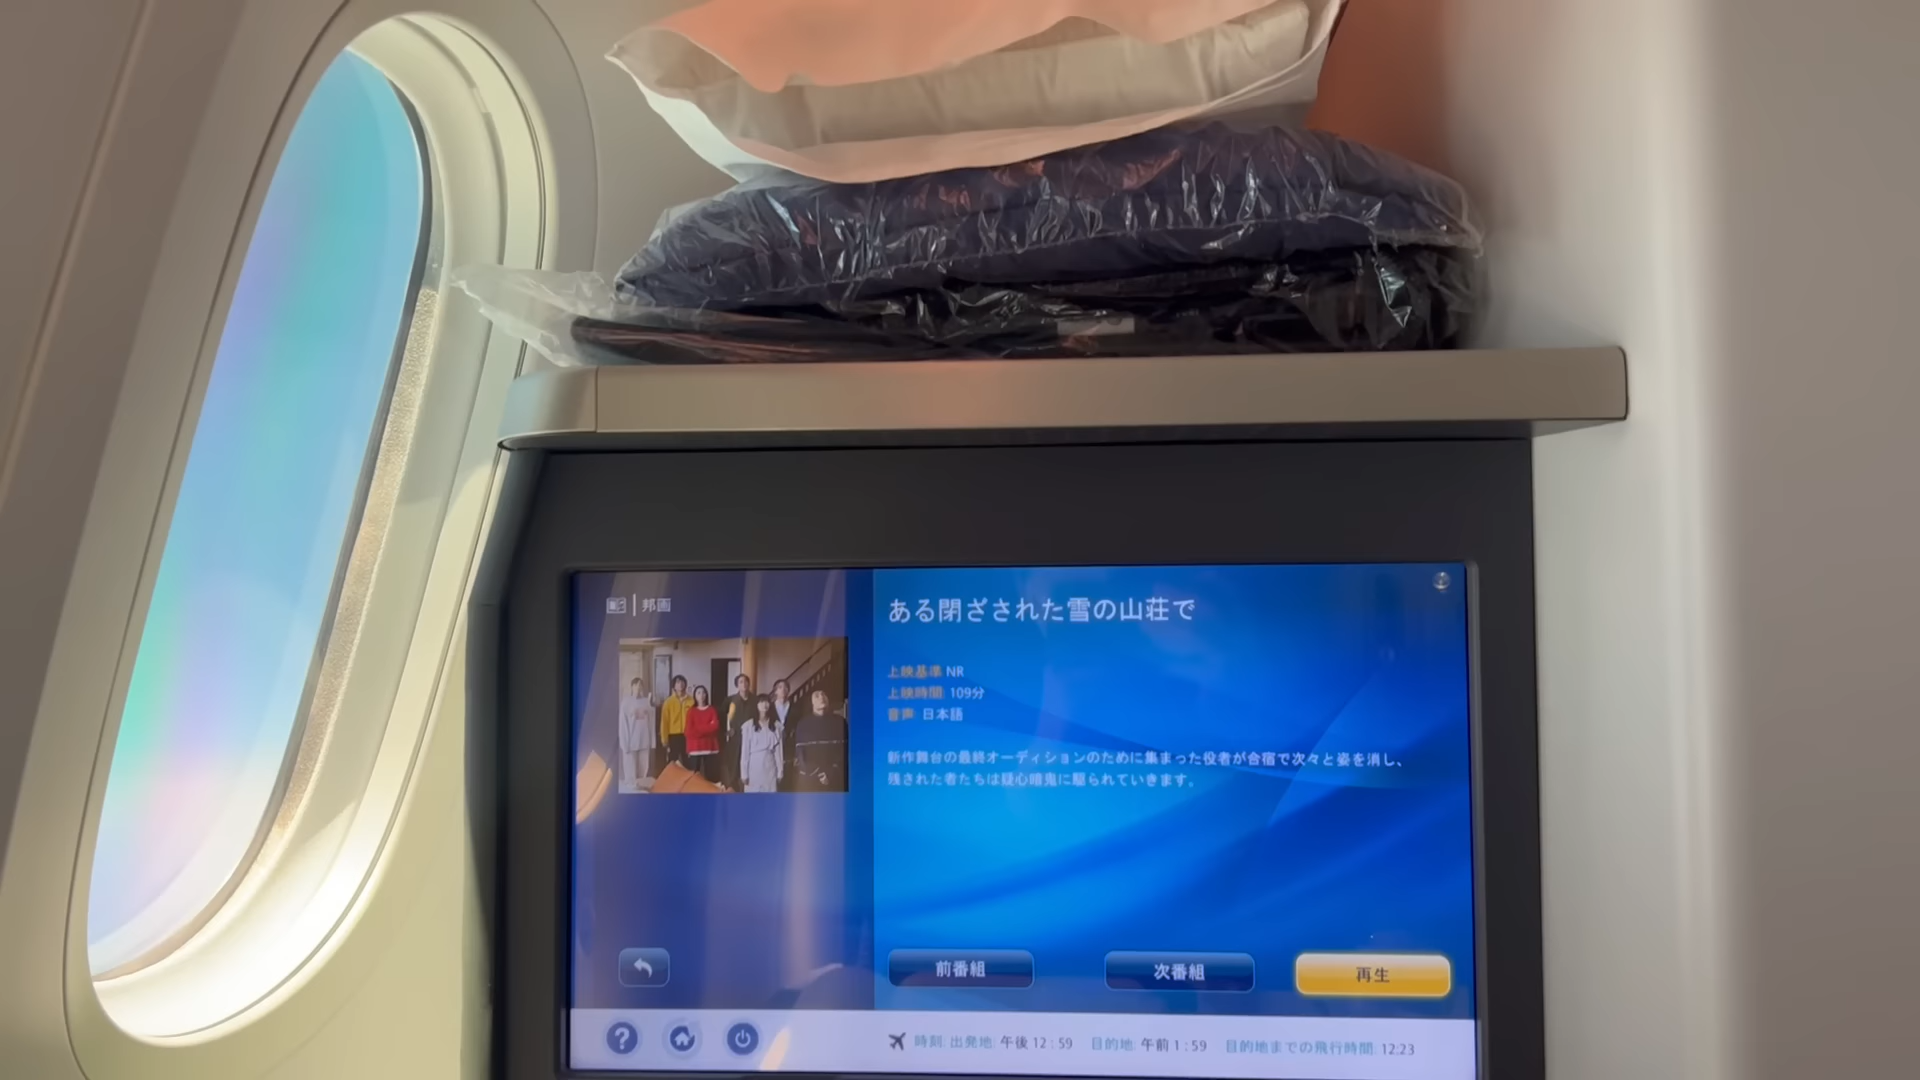 邦画
ある閉ざされた雪の山荘で
上映基準 NR
上映時間 109分
音声 日本語
新作舞台の最終オーディションのために集まった役者が合宿で次々と姿を消し、
残された者たちは疑心暗鬼に駆られていきます。
前番組 次番組 再生
? 時刻: 出発地: 午後 12:59 目的地: 午前 1:59 目的地までの飛行時間: 12:23